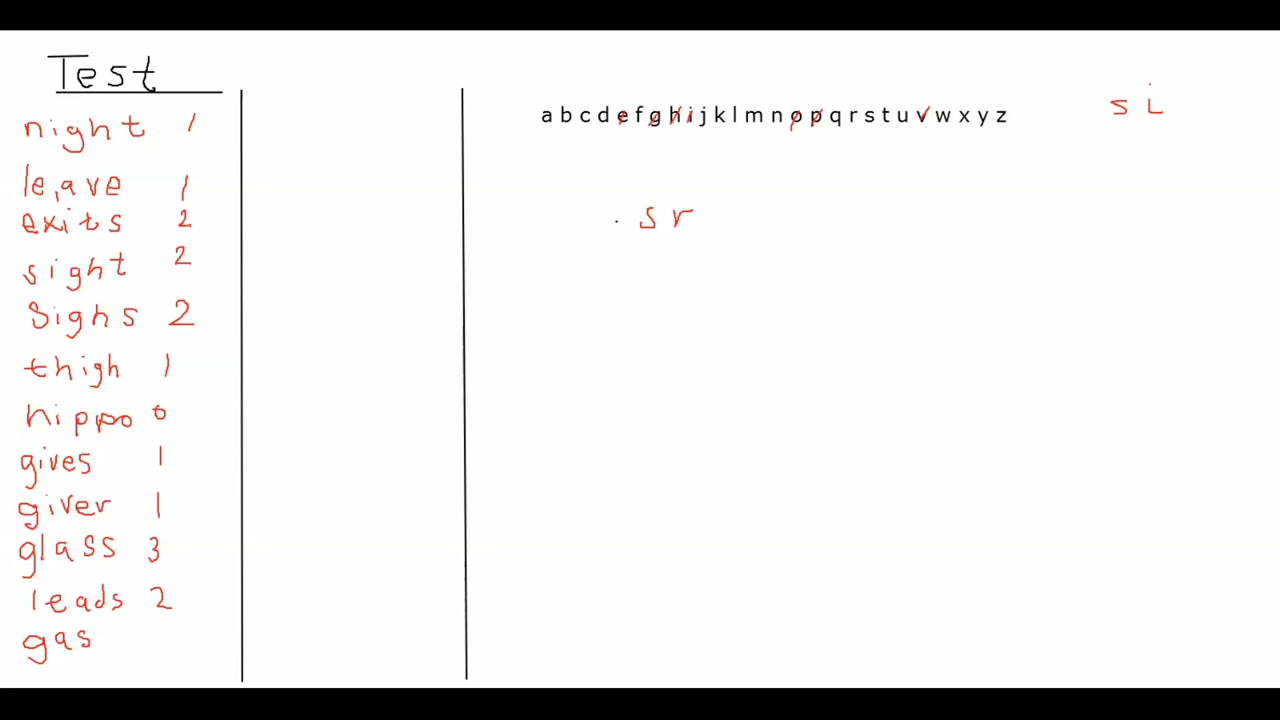 Test
night 1
leave 1
exits 2
sight 2
sighs 2
thigh 1
hippo 0
gives 1
giver 1
glass 3
leads 2
gas
a b c d e f g h i j k l m n o p q r s t u v w x y z
s i
s r